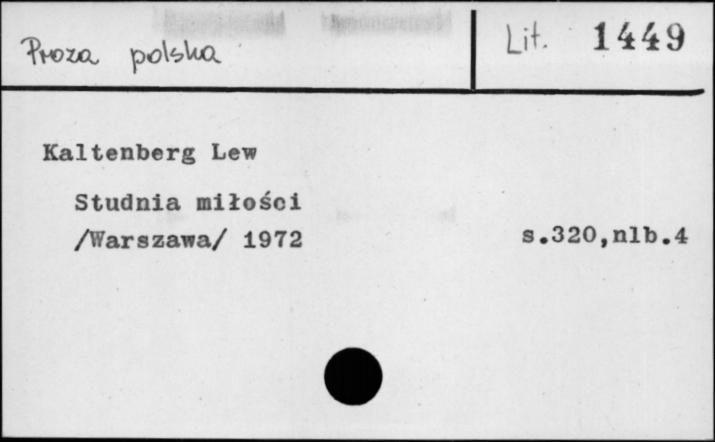 Proza polska
Lit. 1449
Kaltenberg Lew
Studnia miłości
/Warszawa/ 1972
s.320,nlb.4